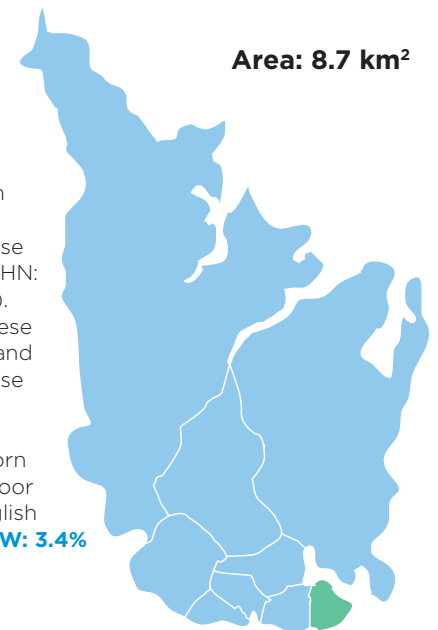 Area: 8.7 km²
se
HN:
).
ese
and
se
orn
oor
glish
W: 3.4%